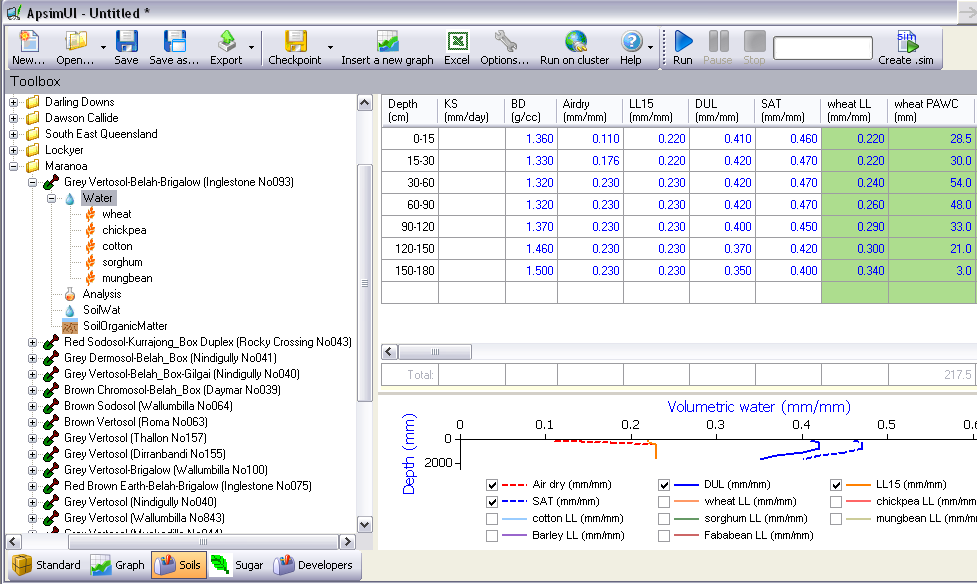 ApsimUI - Untitled *
New... Open... Save Save as... Export Checkpoint Insert a new graph Excel Options... Run on cluster Help Run Pause Stop Create .sim
Toolbox
Darling Downs
Dawson Callide
South East Queensland
Lockyer
Maranoa
Grey Vertosol-Belah-Brigalow (Inglestone No093)
Water
wheat
chickpea
cotton
sorghum
mungbean
Analysis
SoilWat
SoilOrganicMatter
Red Sodosol-Kurrajong_Box Duplex (Rocky Crossing No043)
Grey Dermosol-Belah_Box (Nindigully No041)
Grey Vertosol-Belah_Box-Gilgai (Nindigully No040)
Brown Chromosol-Belah_Box (Daymar No039)
Brown Sodosol (Wallumbilla No064)
Brown Vertosol (Roma No063)
Grey Vertosol (Thallon No157)
Grey Vertosol (Dirranbandi No155)
Grey Vertosol-Brigalow (Wallumbilla No100)
Red Brown Earth-Belah-Brigalow (Inglestone No075)
Grey Vertosol (Nindigully No040)
Grey Vertosol (Wallumbilla No843)
Standard Graph Soils Sugar Developers
Depth KS BD Airdry LL15 DUL SAT wheat LL wheat PAWC
(cm) (mm/day) (g/cc) (mm/mm) (mm/mm) (mm/mm) (mm/mm) (mm/mm) (mm)
0-15 1.360 0.110 0.220 0.410 0.460 0.220 28.5
15-30 1.330 0.176 0.220 0.420 0.470 0.220 30.0
30-60 1.320 0.230 0.230 0.420 0.470 0.240 54.0
60-90 1.320 0.230 0.230 0.420 0.470 0.260 48.0
90-120 1.370 0.230 0.230 0.400 0.450 0.290 33.0
120-150 1.460 0.230 0.230 0.370 0.420 0.300 21.0
150-180 1.500 0.230 0.230 0.350 0.400 0.340 3.0
Total: 217.5
Volumetric water (mm/mm)
0 0.1 0.2 0.3 0.4 0.5 0.6
Depth (mm)
0
2000
Air dry (mm/mm) DUL (mm/mm) LL15 (mm/mm)
SAT (mm/mm) wheat LL (mm/mm) chickpea LL (mm/mm
cotton LL (mm/mm) sorghum LL (mm/mm) mungbean LL (mm/m
Barley LL (mm/mm) Fababean LL (mm/mm)